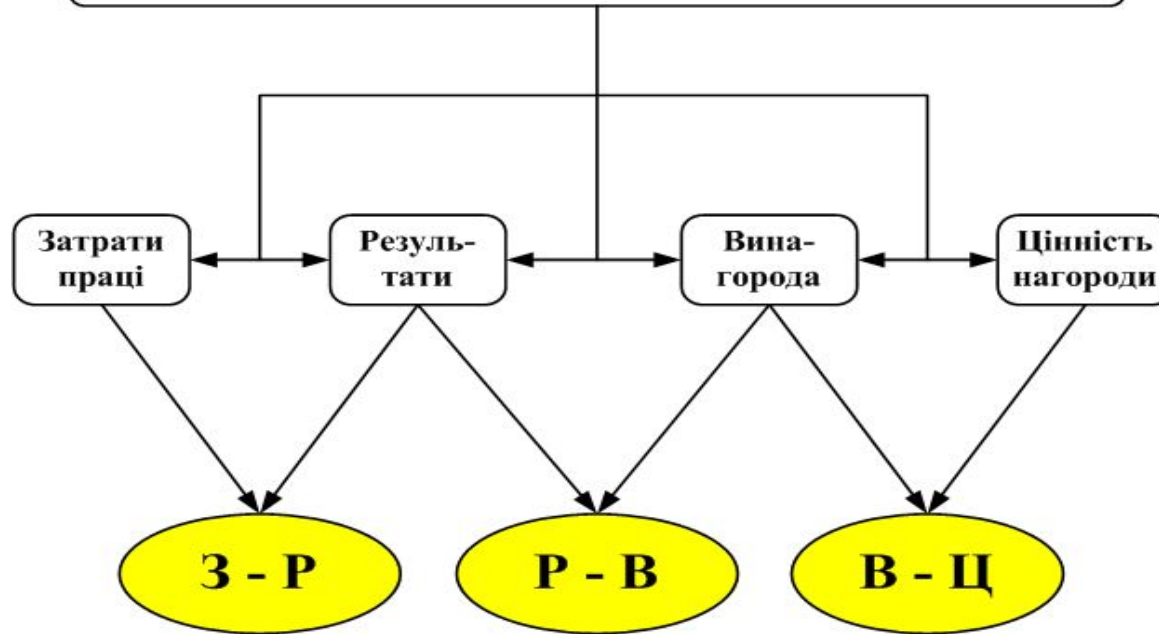 Затрати
праці
Резуль-
тати
Вина-
города
Цінність
нагороди
З - Р
Р - В
В - Ц